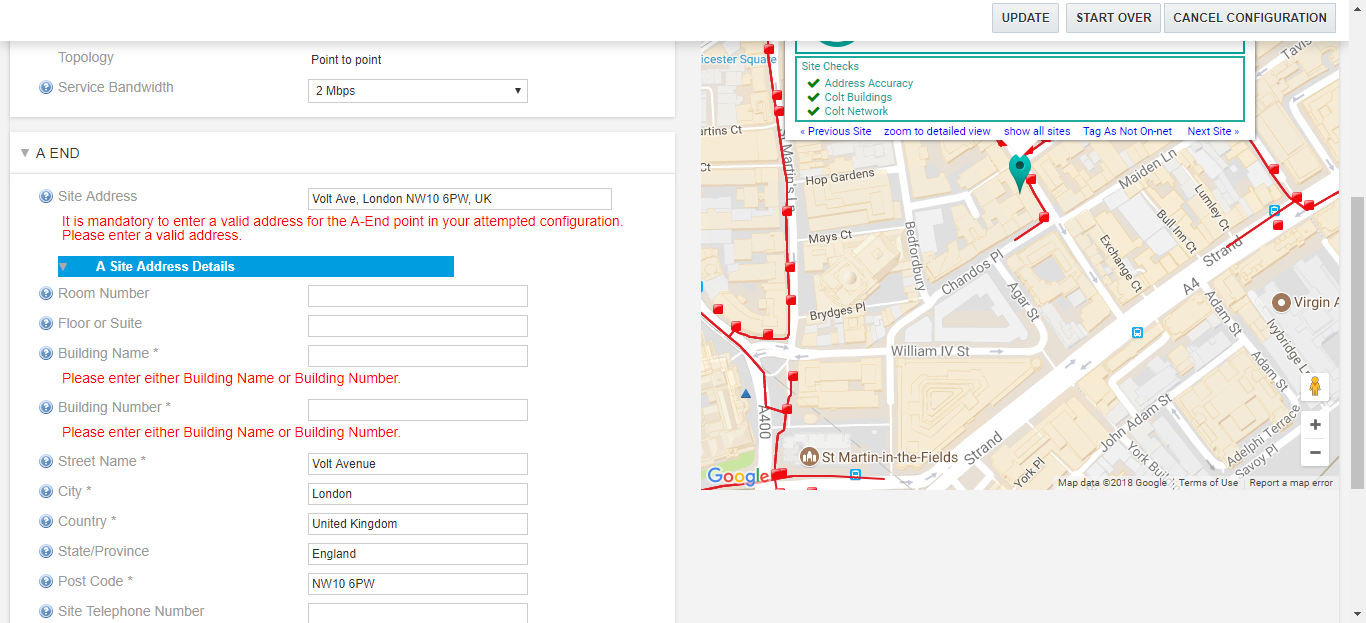 UPDATE START OVER CANCEL CONFIGURATION
Topology Point to point
Service Bandwidth 2 Mbps
A END
Site Address Volt Ave, London NW10 6PW, UK
It is mandatory to enter a valid address for the A-End point in your attempted configuration.
Please enter a valid address.
A Site Address Details
Room Number
Floor or Suite
Building Name *
Please enter either Building Name or Building Number.
Building Number *
Please enter either Building Name or Building Number.
Street Name * Volt Avenue
City * London
Country * United Kingdom
State/Province England
Post Code * NW10 6PW
Site Telephone Number
Site Checks
Address Accuracy
Colt Buildings
Colt Network
« Previous Site zoom to detailed view show all sites Tag As Not On-net Next Site »
icester Square
Tavis
artins Ct
Ct
Martin's Ln
Hop Gardens
Maiden Ln
Lumley Ct
Bull Inn Ct
Mays Ct
Bedfordbury
Chandos Pl
Exchange Ct
Strand
A4
Agar St
Brydges Pl
Adam St
Virgin A
Ivybridge Ln
William IV St
Adam St
A400
John Adam St
Adelphi Terrace
Savoy Pl
St Martin-in-the-Fields
Strand
York Pl
York Bui
Google
Map data ©2018 Google Terms of Use Report a map error